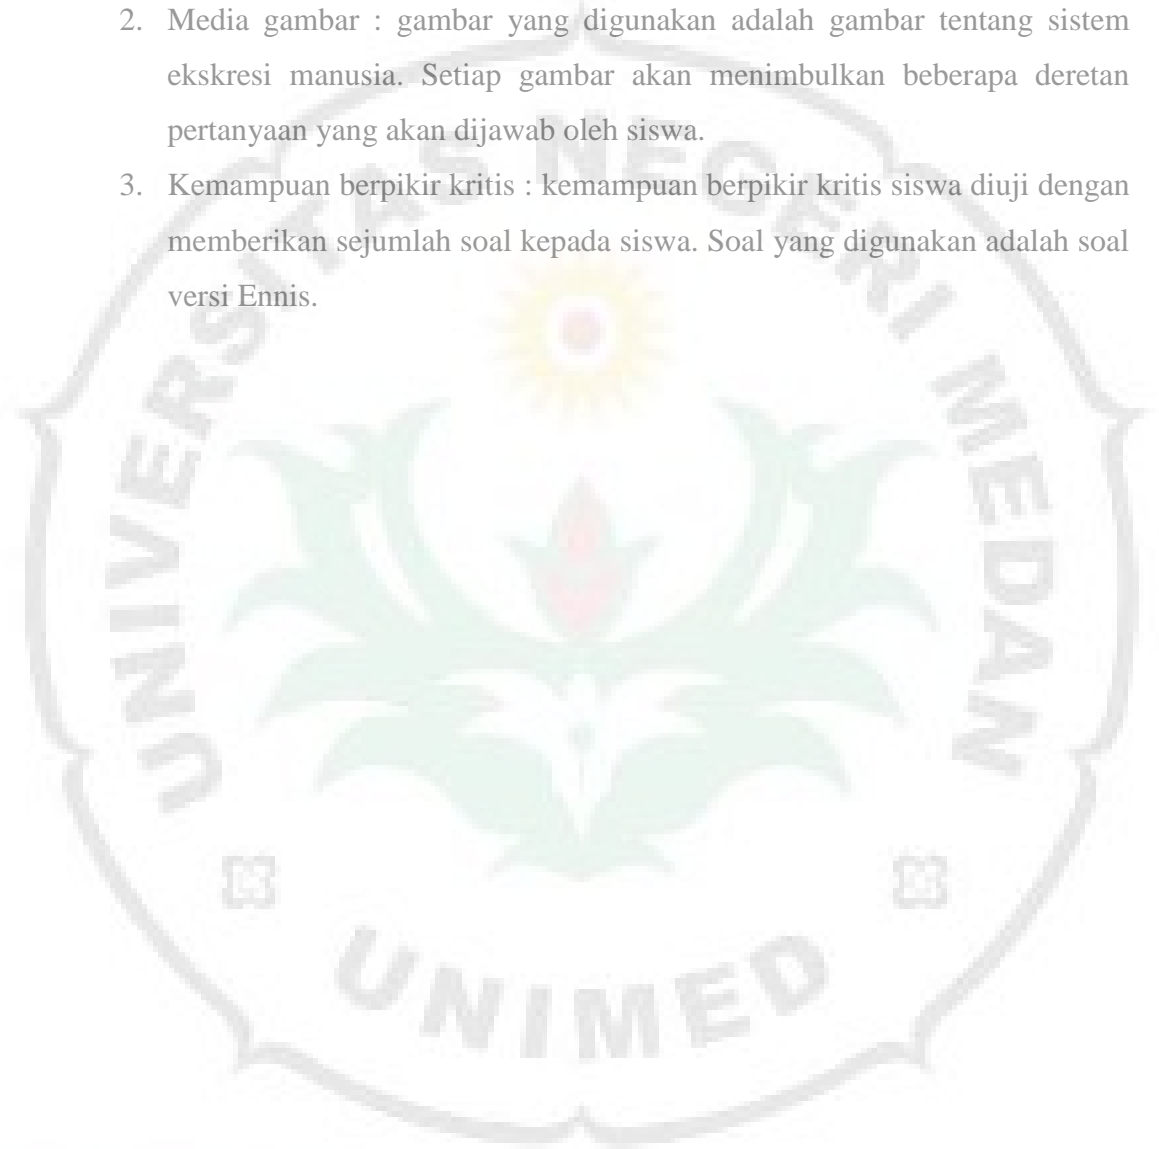 2. Media gambar : gambar yang digunakan adalah gambar tentang sistem
ekskresi manusia. Setiap gambar akan menimbulkan beberapa deretan
pertanyaan yang akan dijawab oleh siswa.
3. Kemampuan berpikir kritis : kemampuan berpikir kritis siswa diuji dengan
memberikan sejumlah soal kepada siswa. Soal yang digunakan adalah soal
versi Ennis.
UNIVERSITAS NEGERI MEDAN
UNIMED